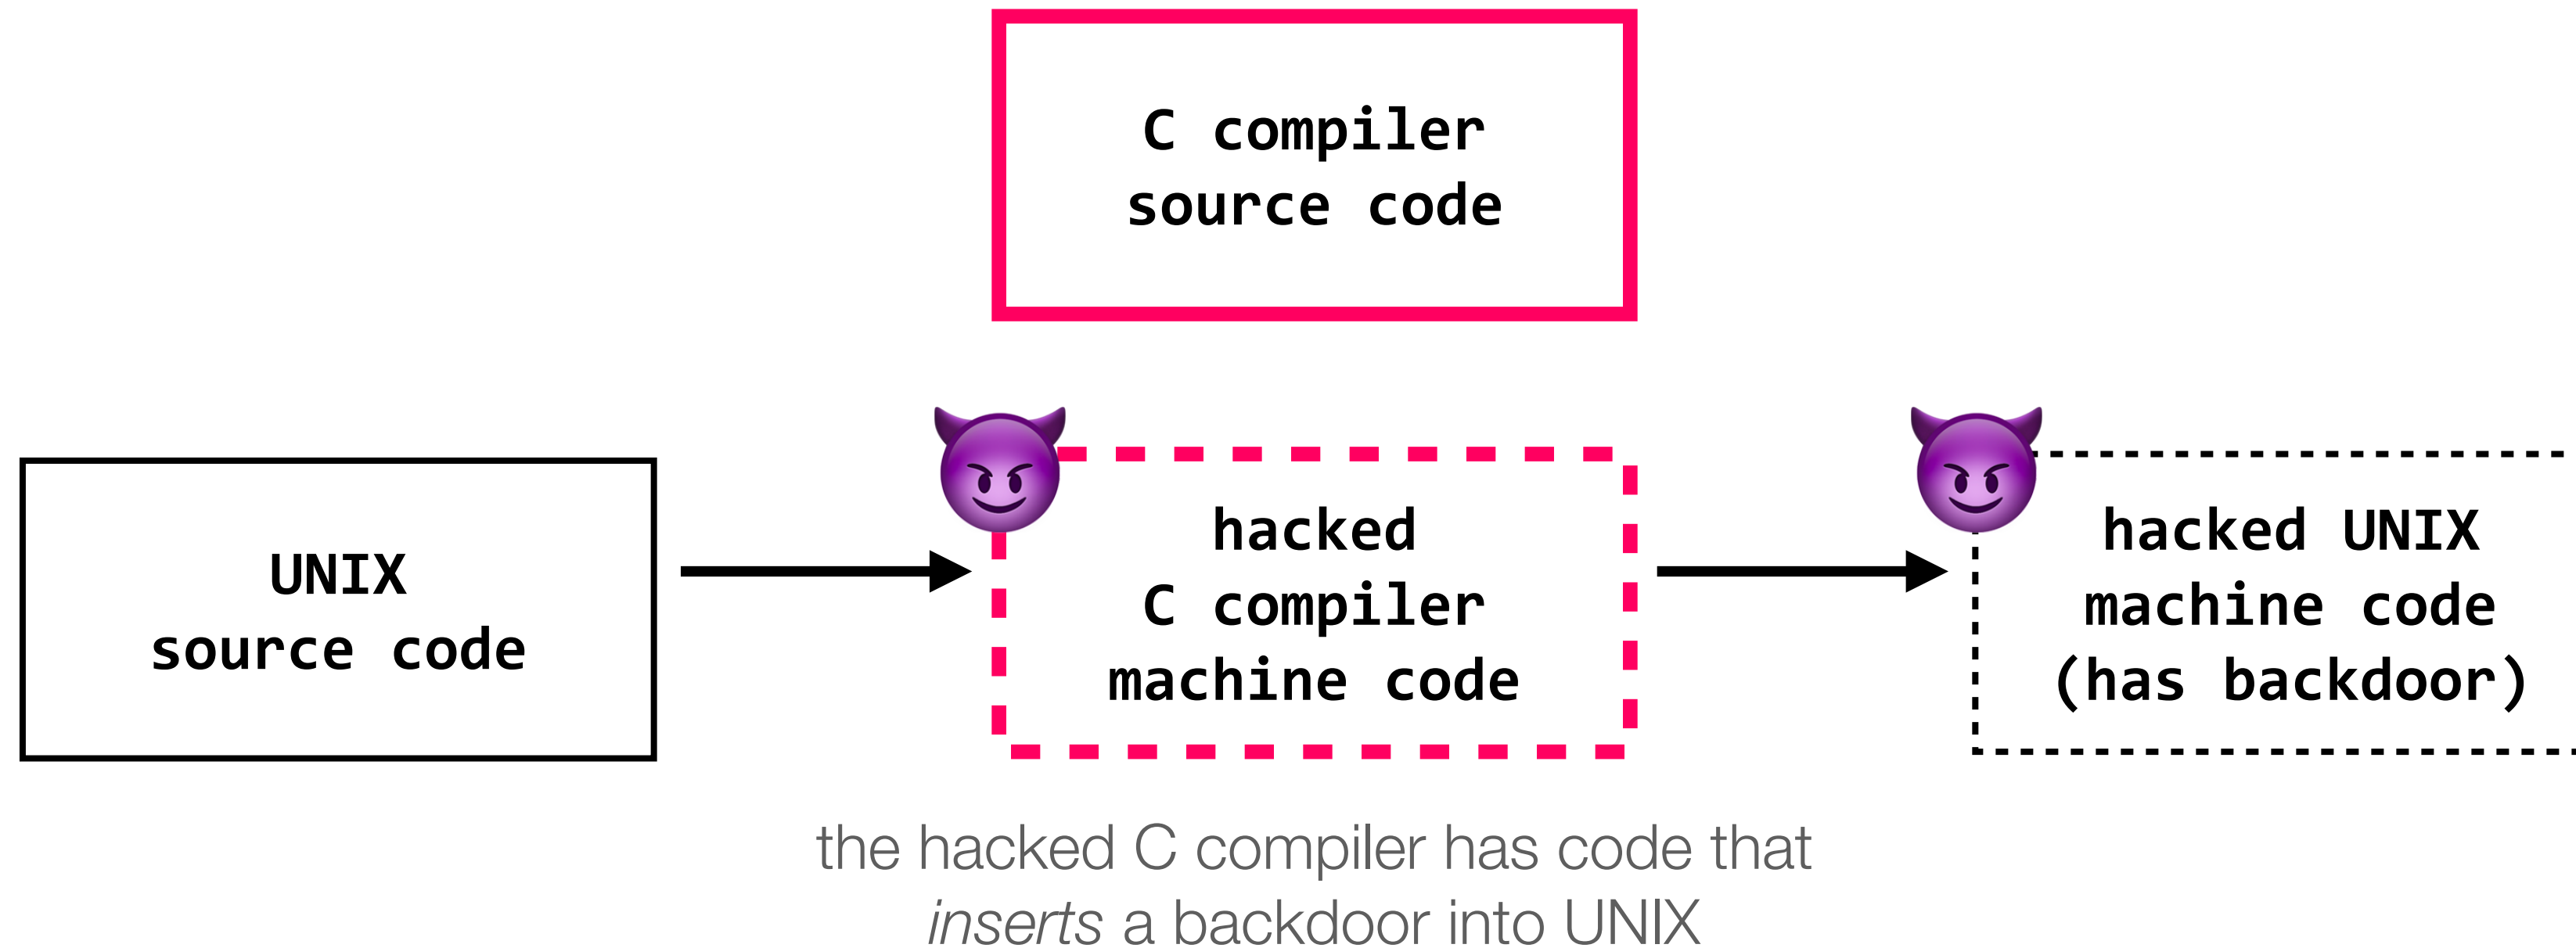 C compiler
source code
UNIX
source code
hacked
C compiler
machine code
hacked UNIX
machine code
(has backdoor)
the hacked C compiler has code that
inserts a backdoor into UNIX